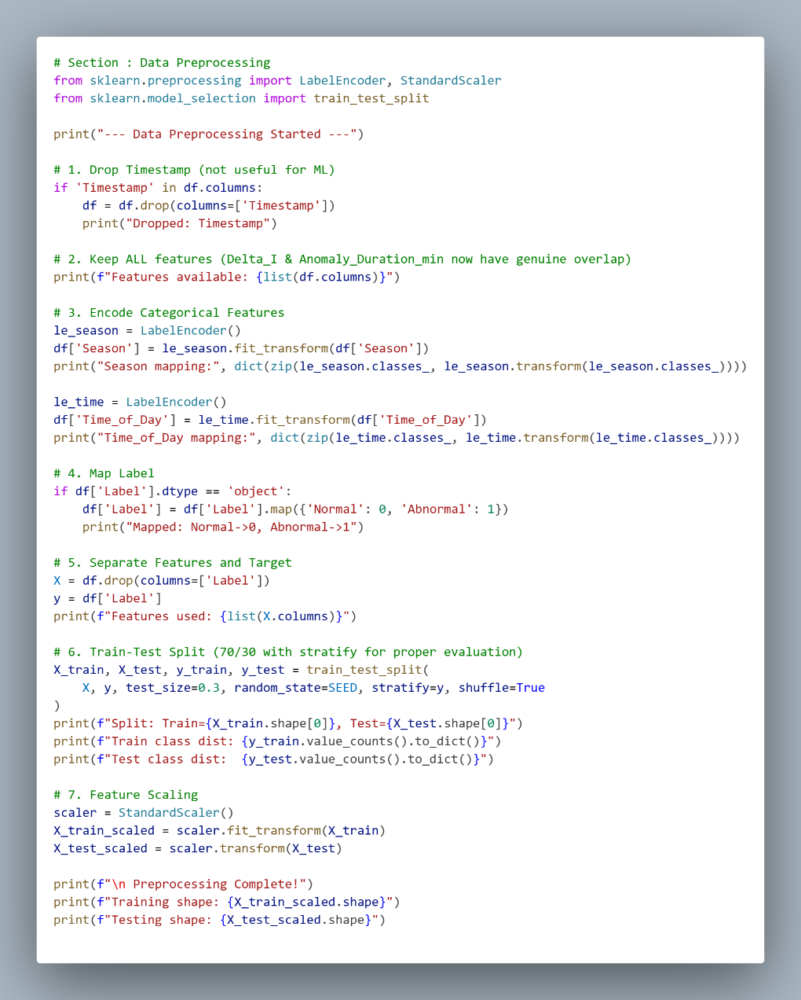 # Section : Data Preprocessing
from sklearn.preprocessing import LabelEncoder, StandardScaler
from sklearn.model_selection import train_test_split

print("--- Data Preprocessing Started ---")

# 1. Drop Timestamp (not useful for ML)
if 'Timestamp' in df.columns:
    df = df.drop(columns=['Timestamp'])
    print("Dropped: Timestamp")

# 2. Keep ALL features (Delta_I & Anomaly_Duration_min now have genuine overlap)
print(f"Features available: {list(df.columns)}")

# 3. Encode Categorical Features
le_season = LabelEncoder()
df['Season'] = le_season.fit_transform(df['Season'])
print("Season mapping:", dict(zip(le_season.classes_, le_season.transform(le_season.classes_))))

le_time = LabelEncoder()
df['Time_of_Day'] = le_time.fit_transform(df['Time_of_Day'])
print("Time_of_Day mapping:", dict(zip(le_time.classes_, le_time.transform(le_time.classes_))))

# 4. Map Label
if df['Label'].dtype == 'object':
    df['Label'] = df['Label'].map({'Normal': 0, 'Abnormal': 1})
    print("Mapped: Normal->0, Abnormal->1")

# 5. Separate Features and Target
X = df.drop(columns=['Label'])
y = df['Label']
print(f"Features used: {list(X.columns)}")

# 6. Train-Test Split (70/30 with stratify for proper evaluation)
X_train, X_test, y_train, y_test = train_test_split(
    X, y, test_size=0.3, random_state=SEED, stratify=y, shuffle=True
)
print(f"Split: Train={X_train.shape[0]}, Test={X_test.shape[0]}")
print(f"Train class dist: {y_train.value_counts().to_dict()}")
print(f"Test class dist:  {y_test.value_counts().to_dict()}")

# 7. Feature Scaling
scaler = StandardScaler()
X_train_scaled = scaler.fit_transform(X_train)
X_test_scaled = scaler.transform(X_test)

print(f"\n Preprocessing Complete!")
print(f"Training shape: {X_train_scaled.shape}")
print(f"Testing shape: {X_test_scaled.shape}")